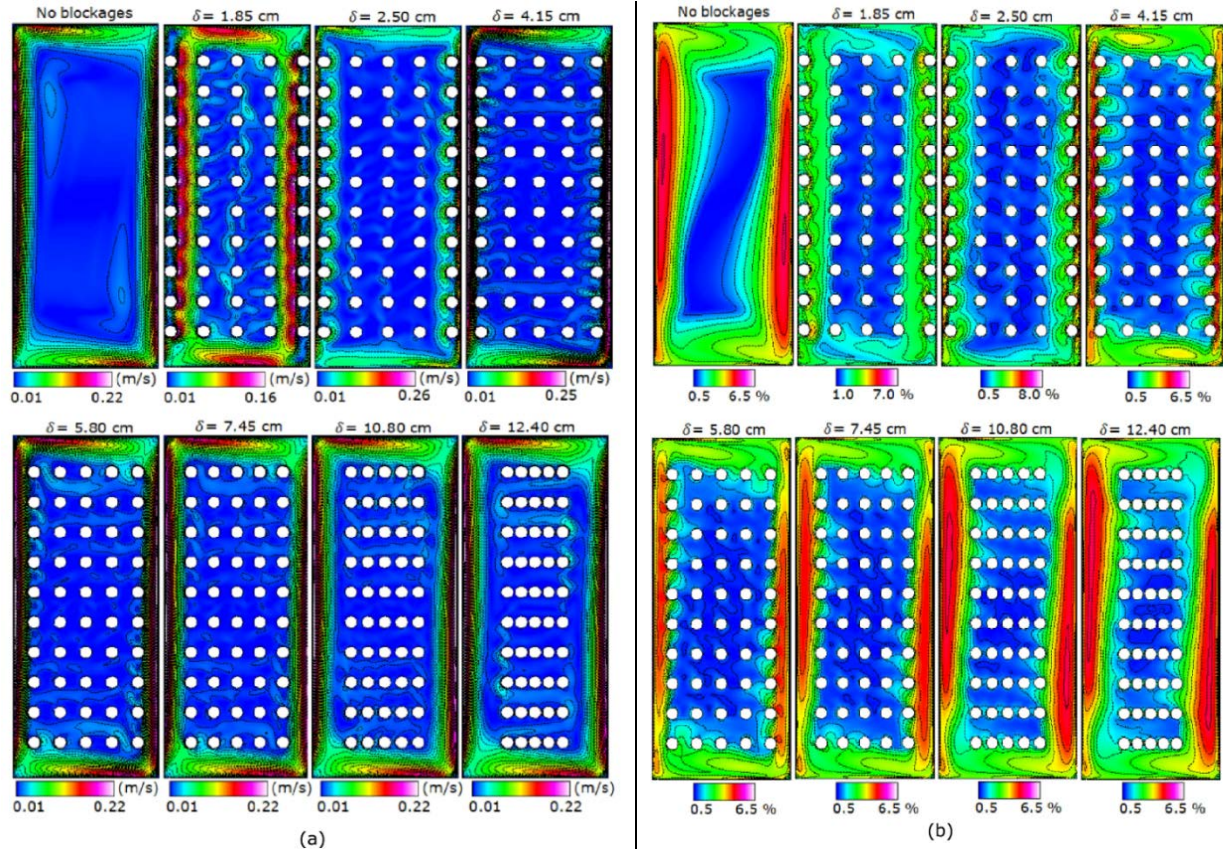 No blockages
δ = 1.85 cm
δ = 2.50 cm
δ = 4.15 cm
0.01 0.22 (m/s)
0.01 0.16 (m/s)
0.01 0.26 (m/s)
0.01 0.25 (m/s)
δ = 5.80 cm
δ = 7.45 cm
δ = 10.80 cm
δ = 12.40 cm
0.01 0.22 (m/s)
0.01 0.22 (m/s)
0.01 0.22 (m/s)
0.01 0.22 (m/s)
(a)
No blockages
δ = 1.85 cm
δ = 2.50 cm
δ = 4.15 cm
0.5 6.5 %
1.0 7.0 %
0.5 8.0 %
0.5 6.5 %
δ = 5.80 cm
δ = 7.45 cm
δ = 10.80 cm
δ = 12.40 cm
0.5 6.5 %
0.5 6.5 %
0.5 6.5 %
0.5 6.5 %
(b)